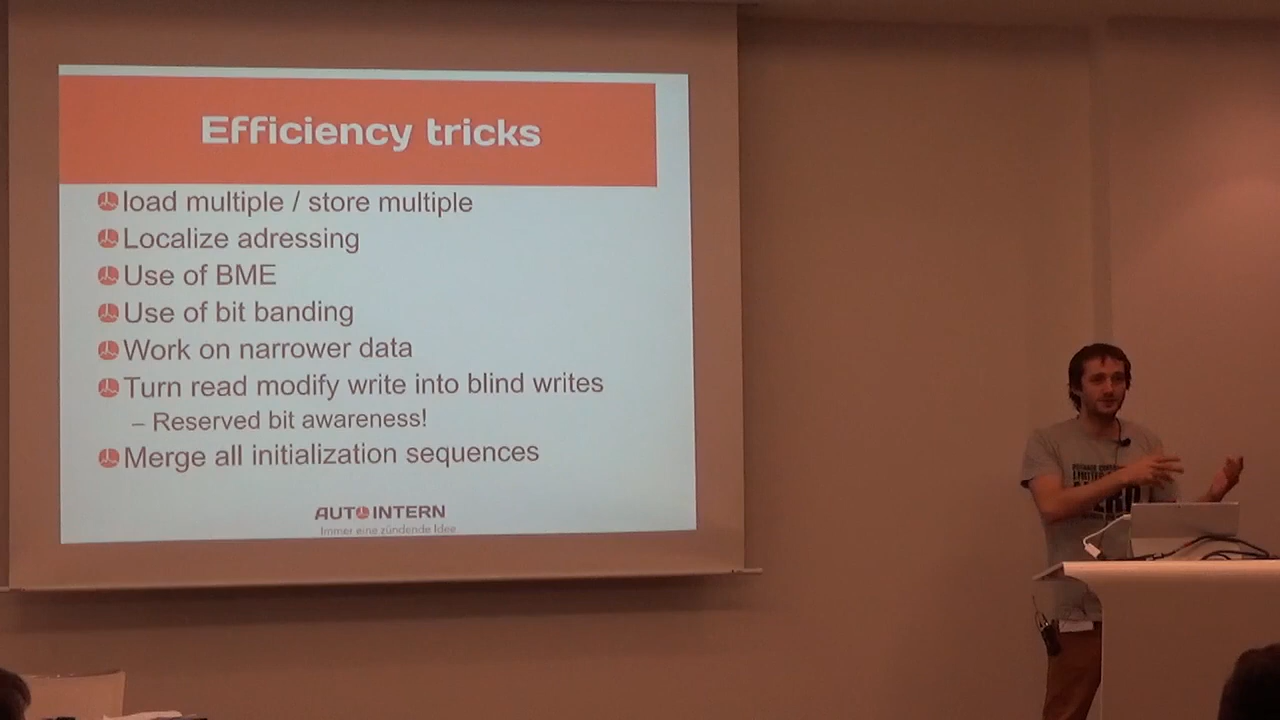 Efficiency tricks
load multiple / store multiple
Localize adressing
Use of BME
Use of bit banding
Work on narrower data
Turn read modify write into blind writes
– Reserved bit awareness!
Merge all initialization sequences
AUTOINTERN
Immer eine zündende Idee